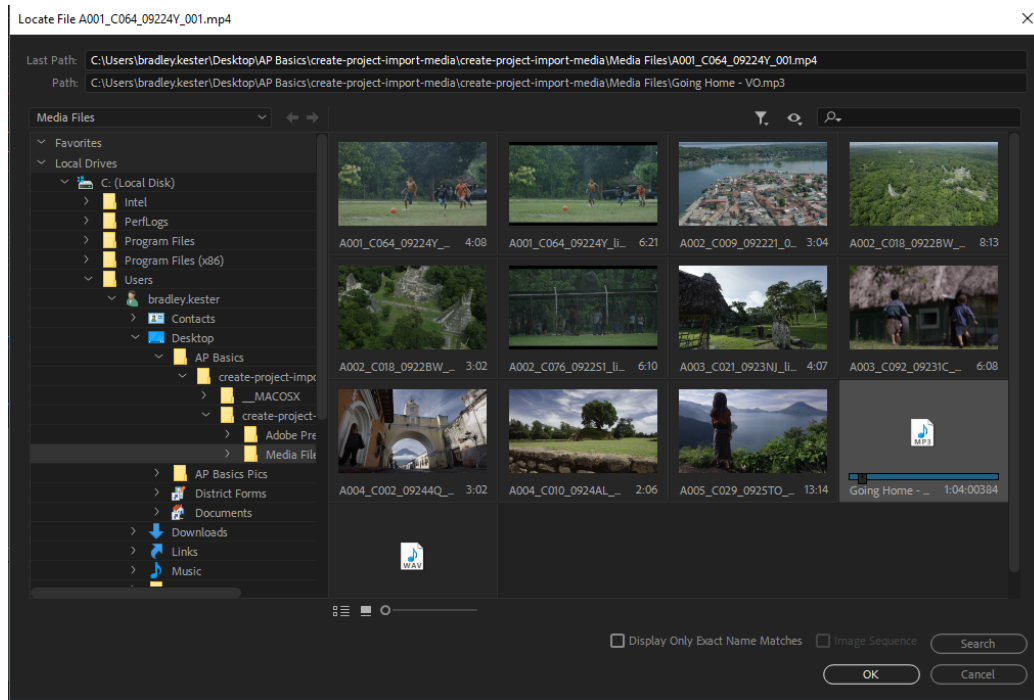 Locate File A001_C064_09224Y_001.mp4
Last Path: C:\Users\bradley.kester\Desktop\AP Basics\create-project-import-media\create-project-import-media\Media Files\A001_C064_09224Y_001.mp4
Path: C:\Users\bradley.kester\Desktop\AP Basics\create-project-import-media\create-project-import-media\Media Files\Going Home - VO.mp3
Media Files
Favorites
Local Drives
C: (Local Disk)
Intel
PerfLogs
Program Files
Program Files (x86)
Users
bradley.kester
Contacts
Desktop
AP Basics
create-project-impo
__MACOSX
create-project-
Adobe Pre
Media File
AP Basics Pics
District Forms
Documents
Downloads
Links
Music
A001_C064_09224Y_... 4:08
A001_C064_09224Y_li... 6:21
A002_C009_092221_0... 3:04
A002_C018_0922BW_... 8:13
A002_C018_0922BW_... 3:02
A002_C076_0922S1_li... 6:10
A003_C021_0923NJ_li... 4:07
A003_C092_09231C_... 6:08
A004_C002_09244Q_... 3:02
A004_C010_0924AL_... 2:06
A005_C029_0925TO_... 13:14
MP3
Going Home - ... 1:04:00384
WAV
Display Only Exact Name Matches
Image Sequence
Search
OK
Cancel